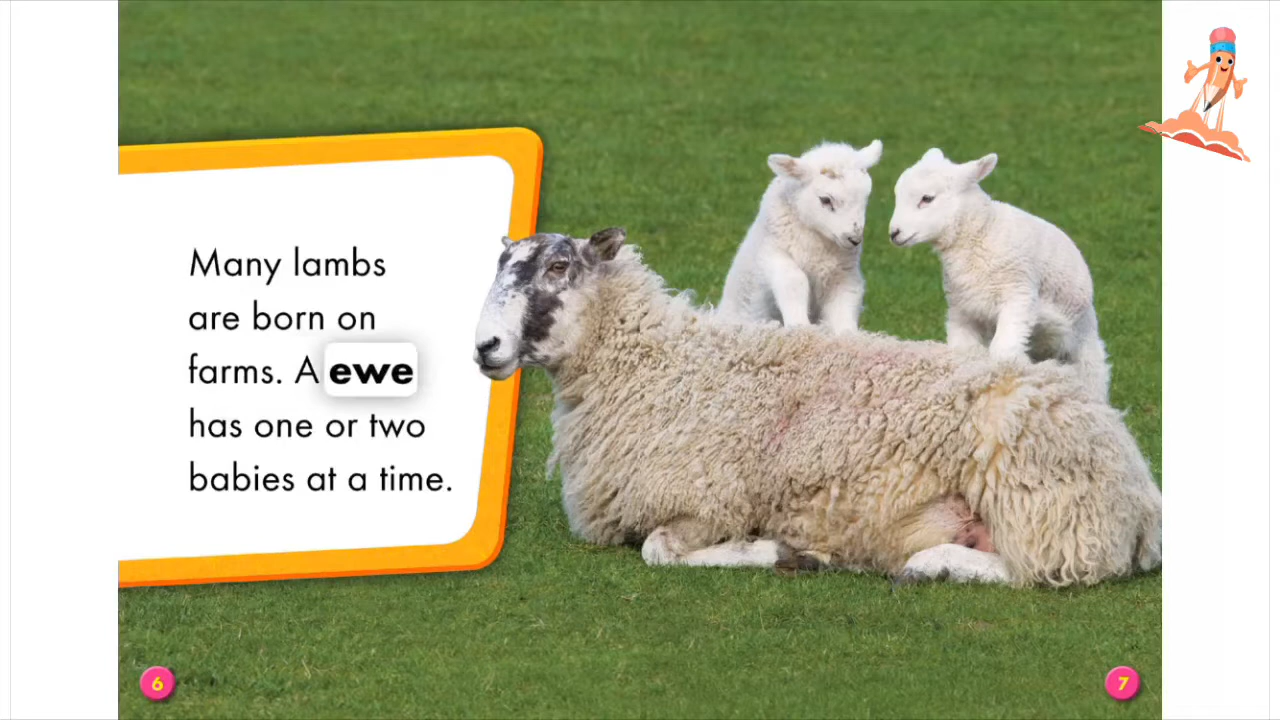 Many lambs
are born on
farms. A ewe
has one or two
babies at a time.
6
7